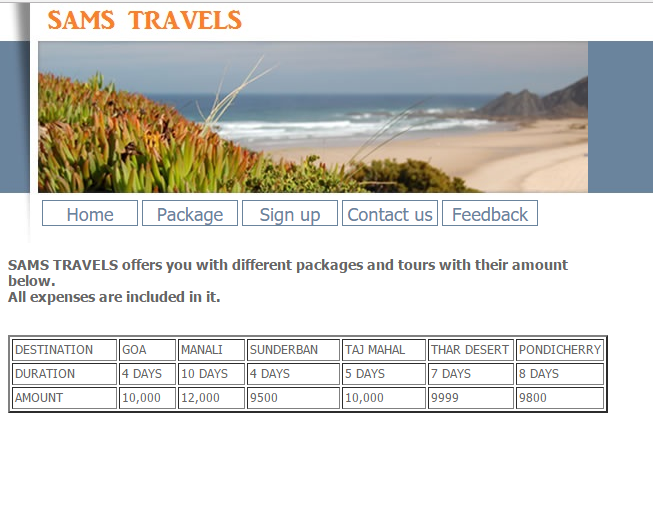 SAMS TRAVELS
Home Package Sign up Contact us Feedback
SAMS TRAVELS offers you with different packages and tours with their amount
below.
All expenses are included in it.
DESTINATION GOA MANALI SUNDERBAN TAJ MAHAL THAR DESERT PONDICHERRY
DURATION 4 DAYS 10 DAYS 4 DAYS 5 DAYS 7 DAYS 8 DAYS
AMOUNT 10,000 12,000 9500 10,000 9999 9800